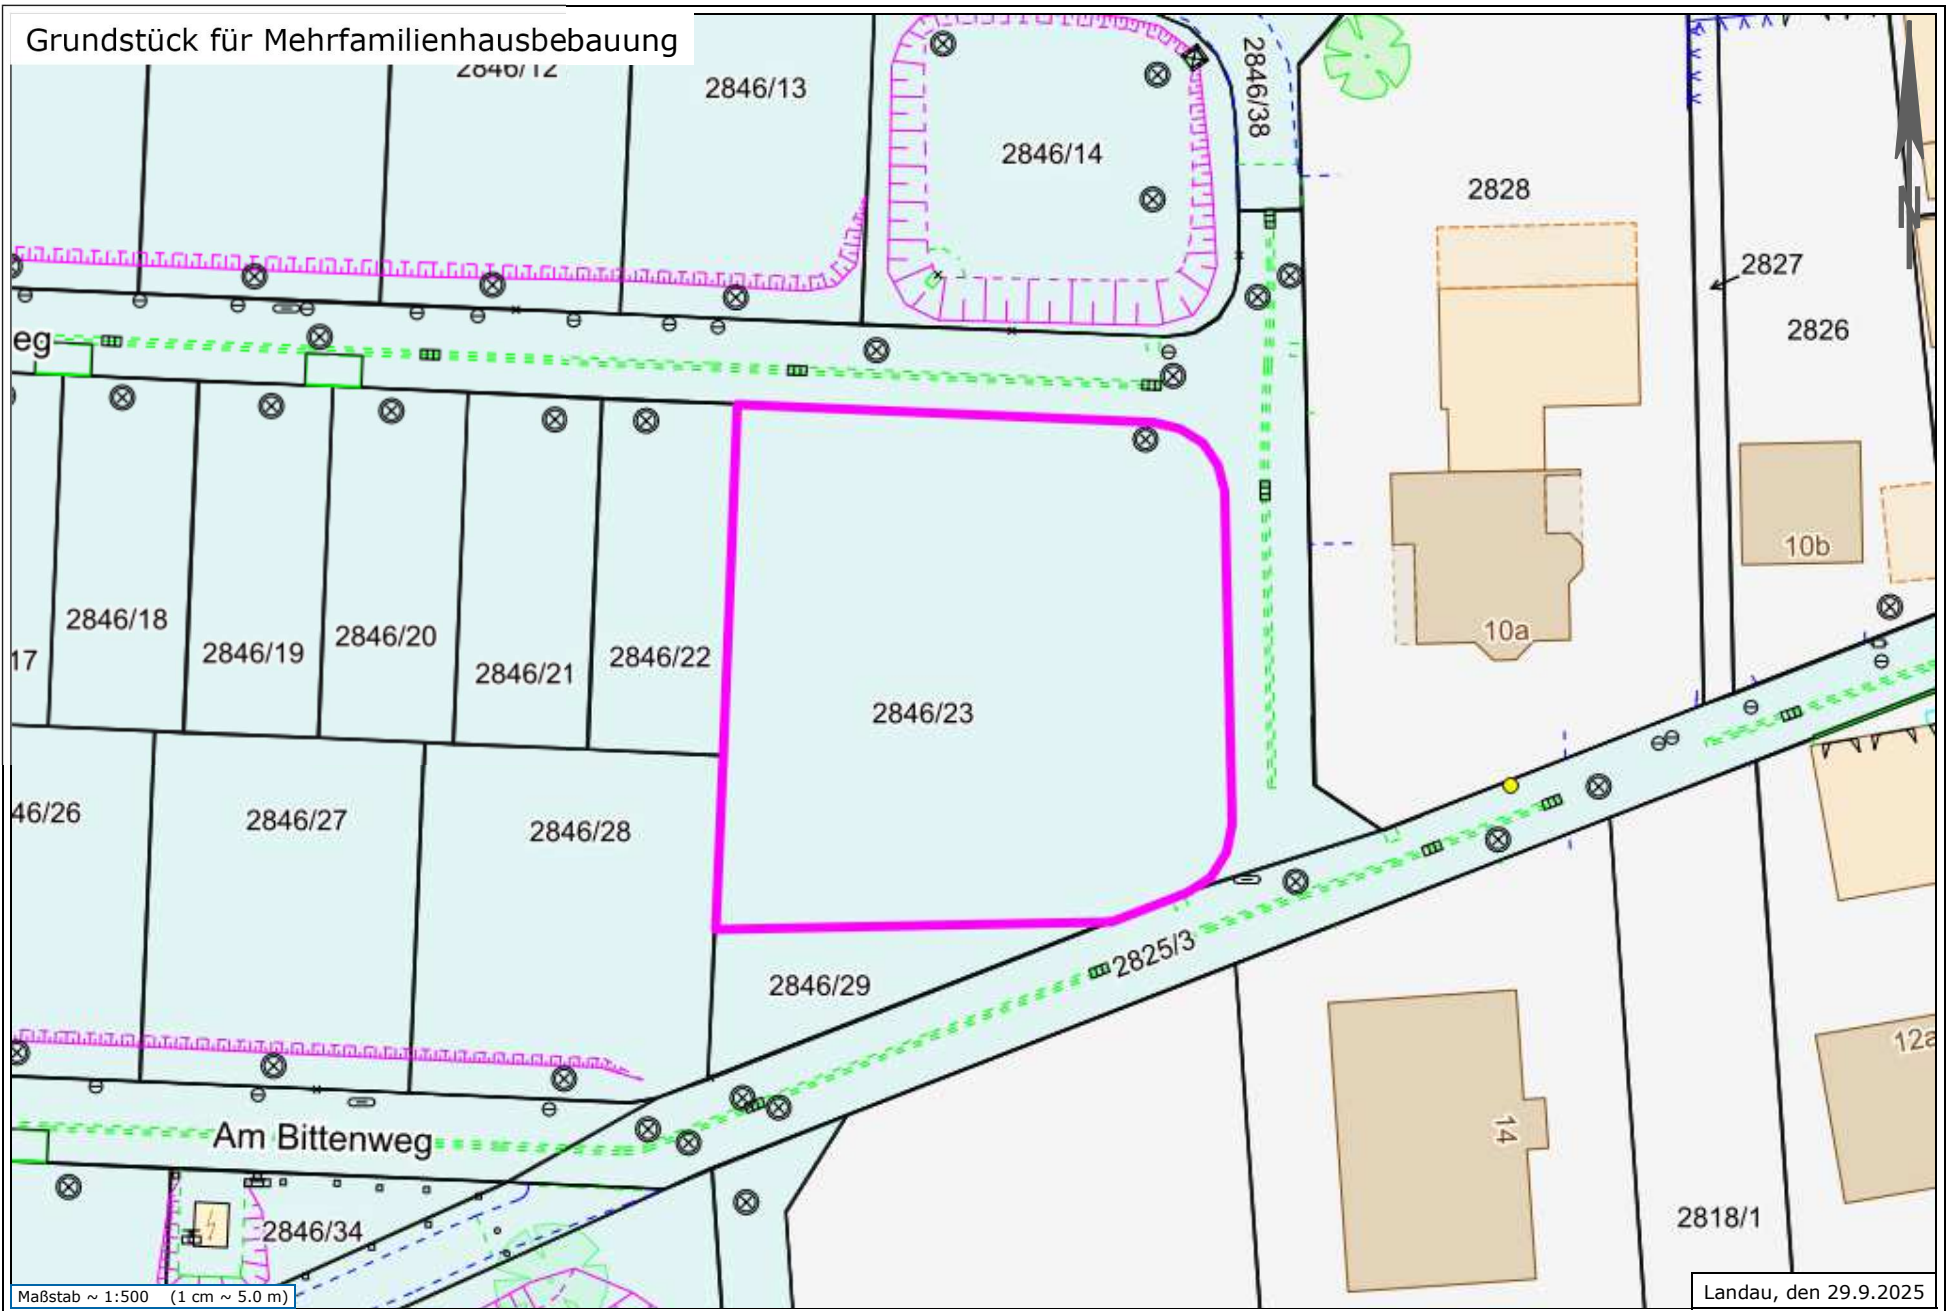 Grundstück für Mehrfamilienhausbebauung
2846/12
2846/13
2846/14
2846/38
2828
2827
2826
N
eg
17
2846/18
2846/19
2846/20
2846/21
2846/22
2846/23
10a
10b
46/26
2846/27
2846/28
2846/29
2825/3
Am Bittenweg
2846/34
14
12a
2818/1
Maßstab ~ 1:500 (1 cm ~ 5.0 m)
Landau, den 29.9.2025